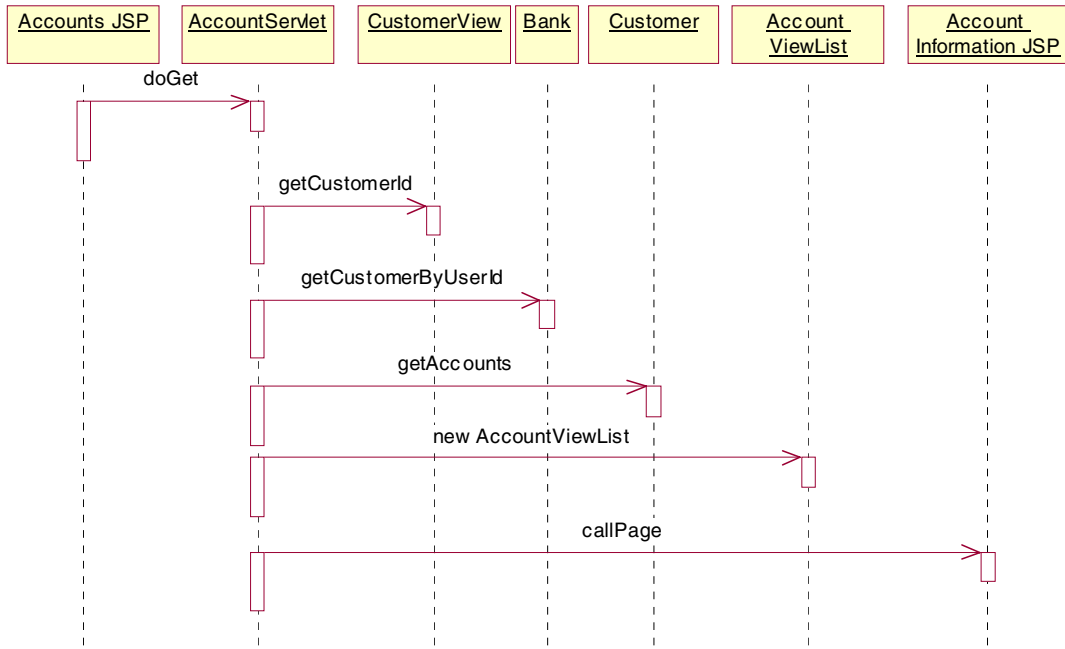 Accounts JSP
AccountServlet
CustomerView
Bank
Customer
Account
ViewList
Account
Information JSP
doGet
getCustomerId
getCustomerByUserId
getAccounts
new AccountViewList
callPage